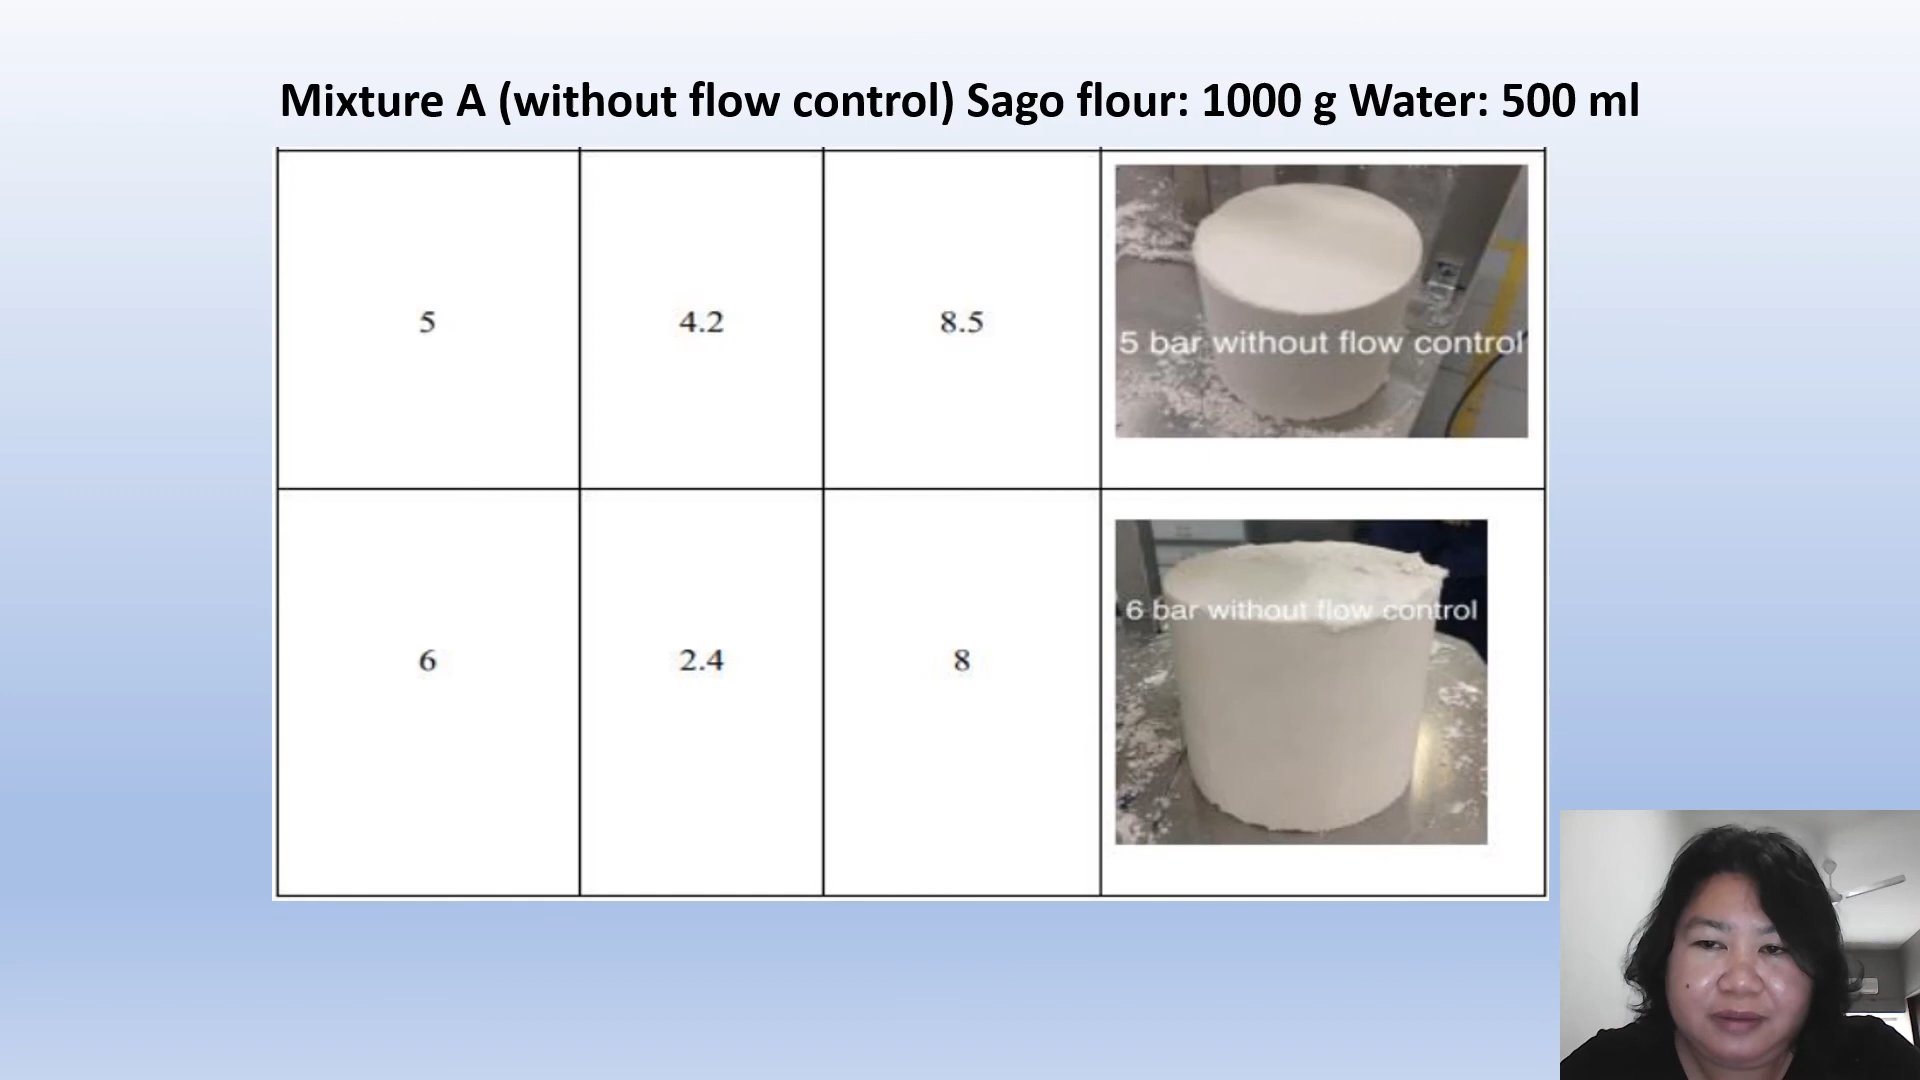 Mixture A (without flow control) Sago flour: 1000 g Water: 500 ml
5
4.2
8.5
5 bar without flow control
6
2.4
8
6 bar without flow control